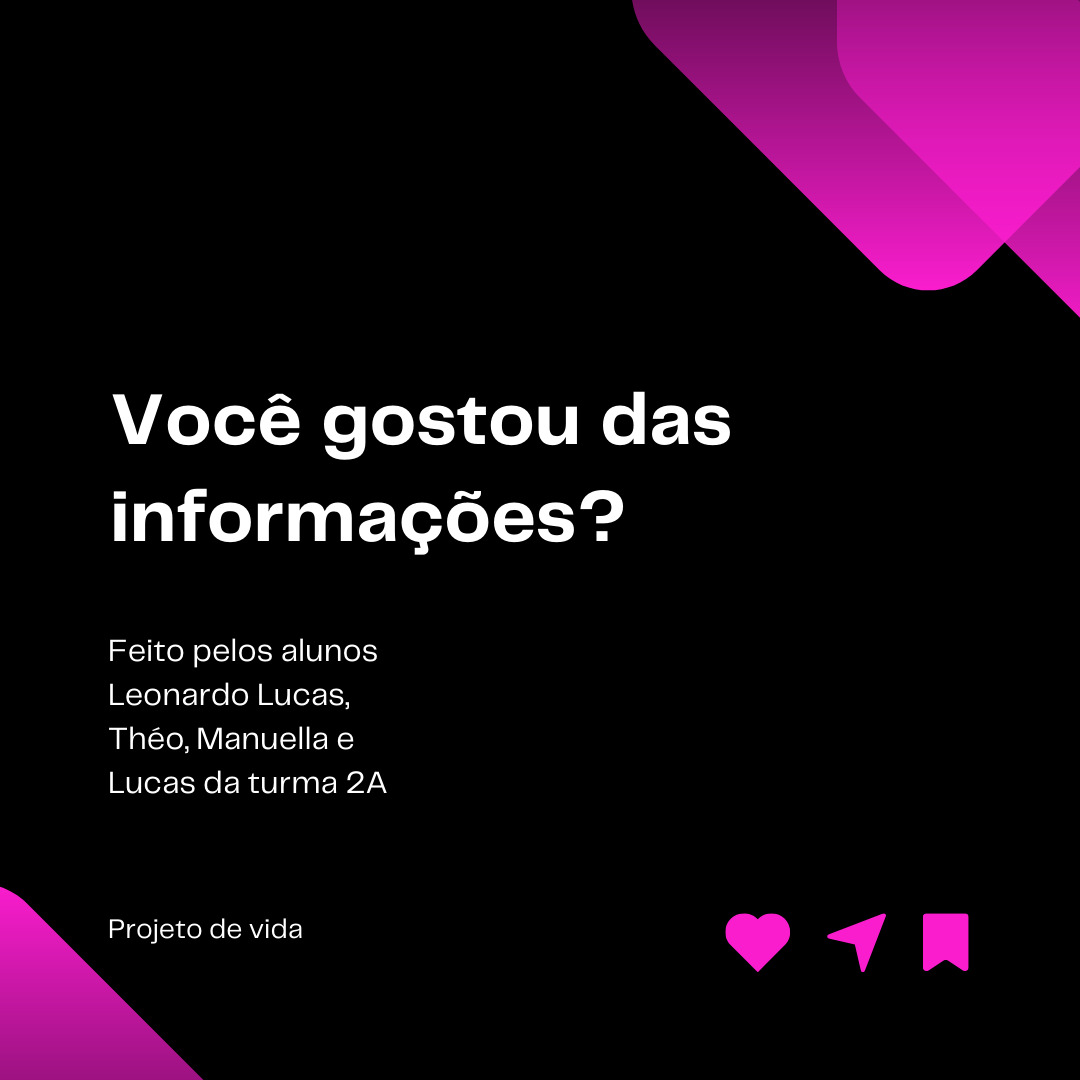 Você gostou das
informações?
Feito pelos alunos
Leonardo Lucas,
Théo, Manuella e
Lucas da turma 2A
Projeto de vida